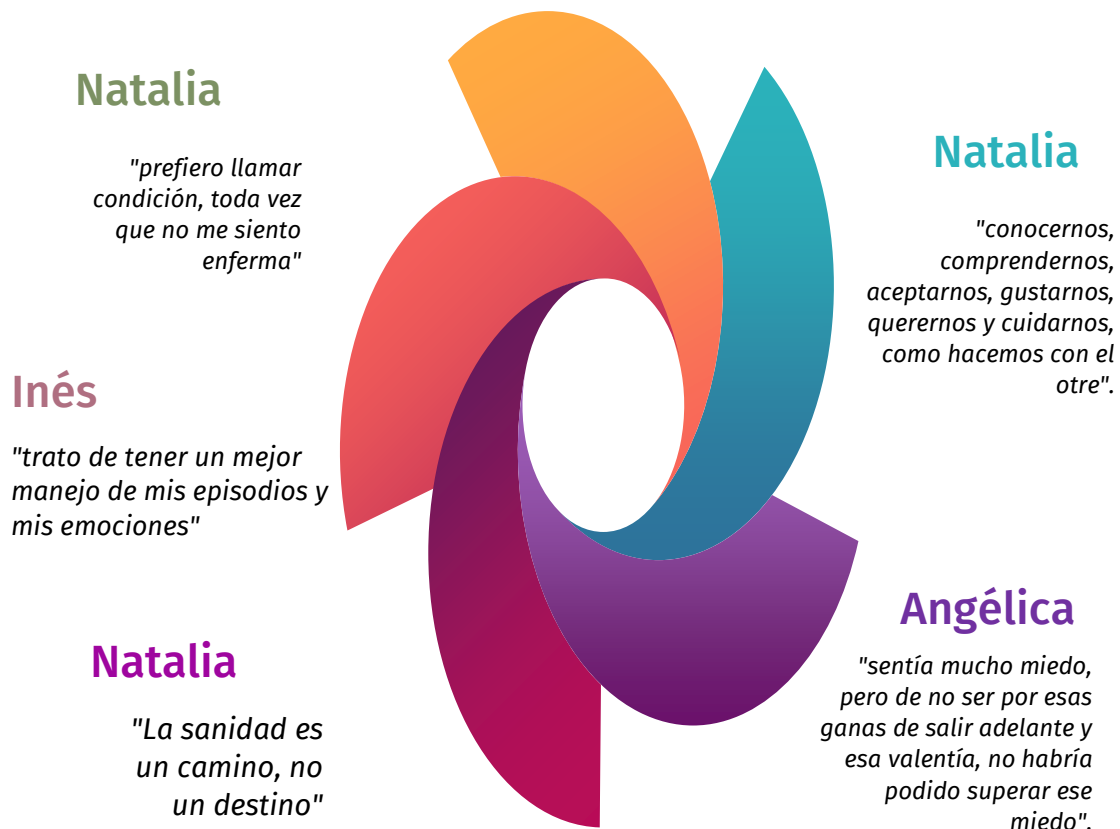 Natalia
"prefiero llamar
condición, toda vez
que no me siento
enferma"
Natalia
"conocernos,
comprendernos,
aceptarnos, gustarnos,
querernos y cuidarnos,
como hacemos con el
otre".
Inés
"trato de tener un mejor
manejo de mis episodios y
mis emociones"
Angélica
"sentía mucho miedo,
pero de no ser por esas
ganas de salir adelante y
esa valentía, no habría
podido superar ese
miedo".
Natalia
"La sanidad es
un camino, no
un destino"